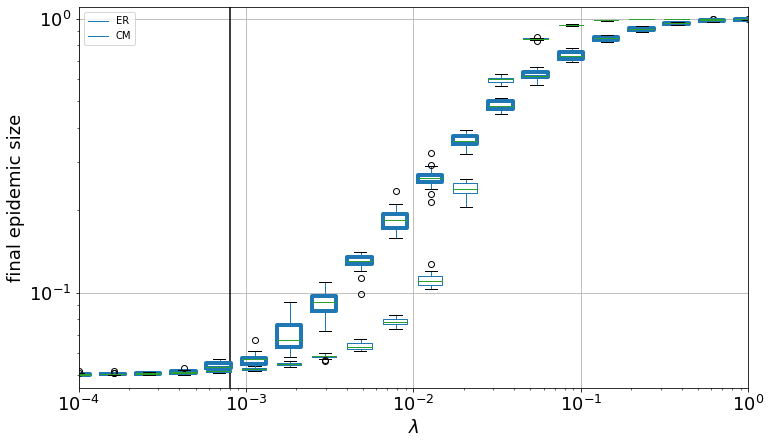 ER
CM
10^0
10^{-1}
final epidemic size
10^{-4}
10^{-3}
10^{-2}
10^{-1}
10^0
λ